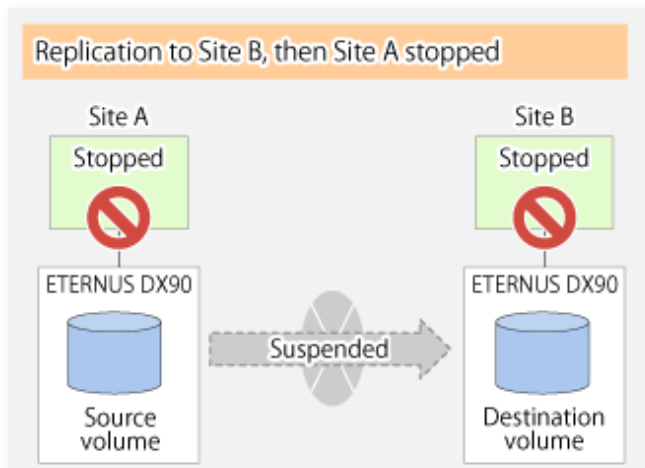 Replication to Site B, then Site A stopped
Site A
Site B
Stopped
Stopped
ETERNUS DX90
ETERNUS DX90
Suspended
Source
volume
Destination
volume